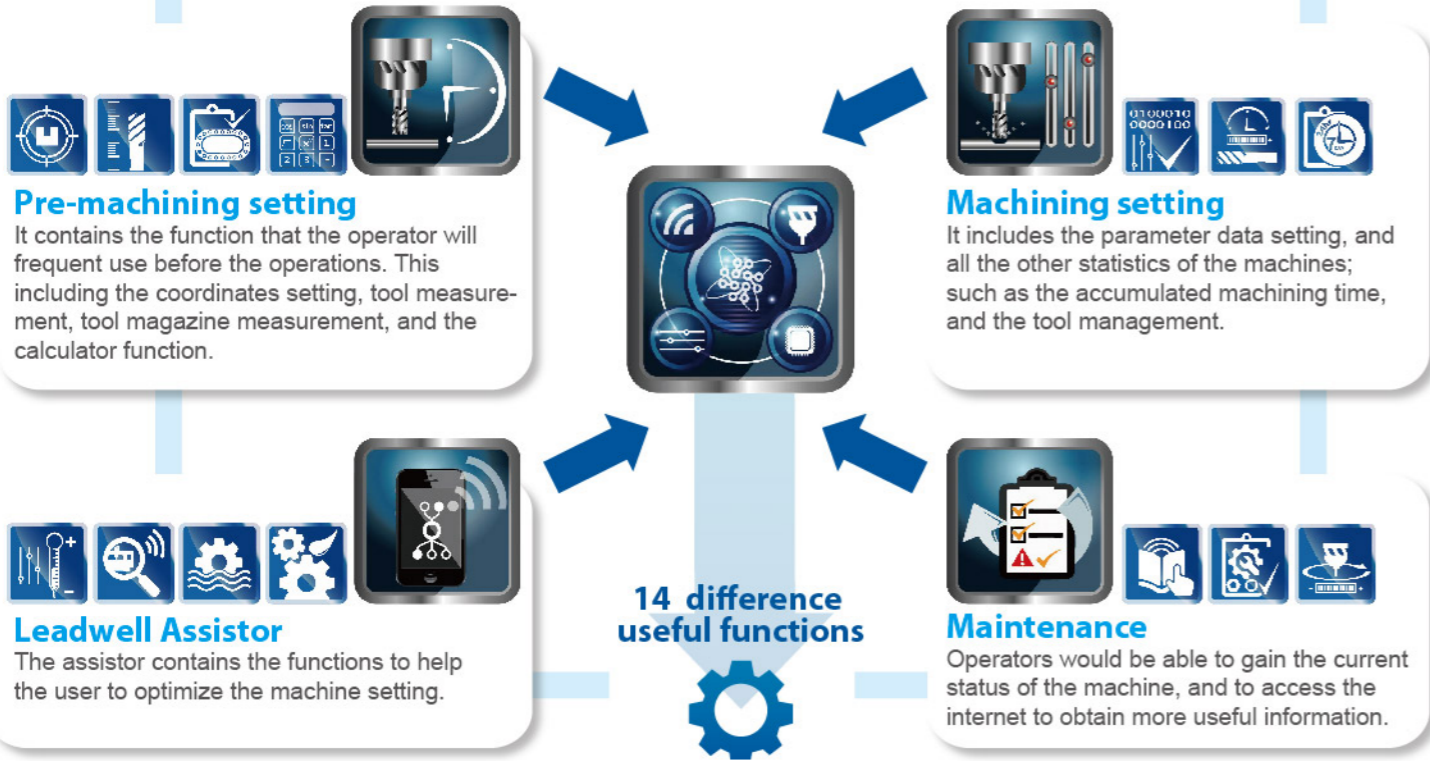 Pre-machining setting
It contains the function that the operator will
frequent use before the operations. This
including the coordinates setting, tool measure-
ment, tool magazine measurement, and the
calculator function.
0100010
0000100
Machining setting
It includes the parameter data setting, and
all the other statistics of the machines;
such as the accumulated machining time,
and the tool management.
Leadwell Assistor
The assistor contains the functions to help
the user to optimize the machine setting.
14 difference
useful functions
Maintenance
Operators would be able to gain the current
status of the machine, and to access the
internet to obtain more useful information.